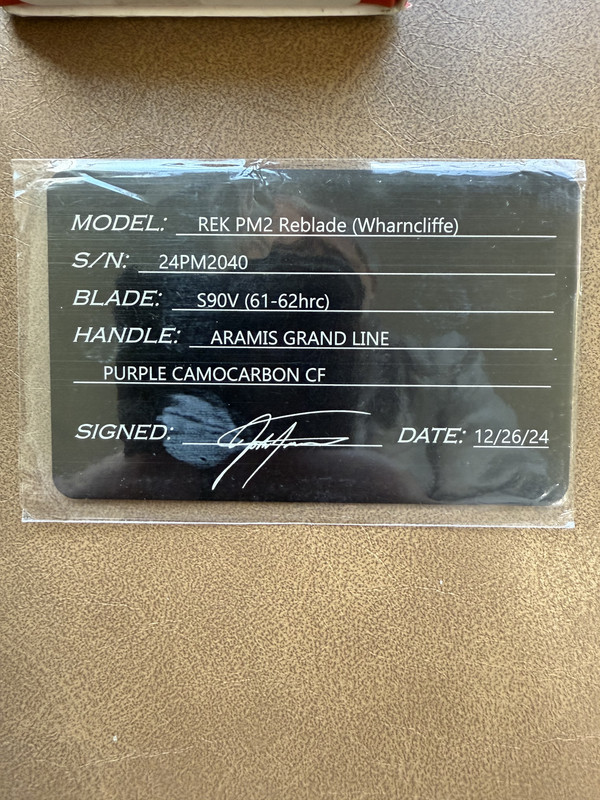 MODEL: REK PM2 Reblade (Wharncliffe)
S/N: 24PM2040
BLADE: S90V (61-62hrc)
HANDLE: ARAMIS GRAND LINE
PURPLE CAMOCARBON CF
SIGNED: DATE: 12/26/24